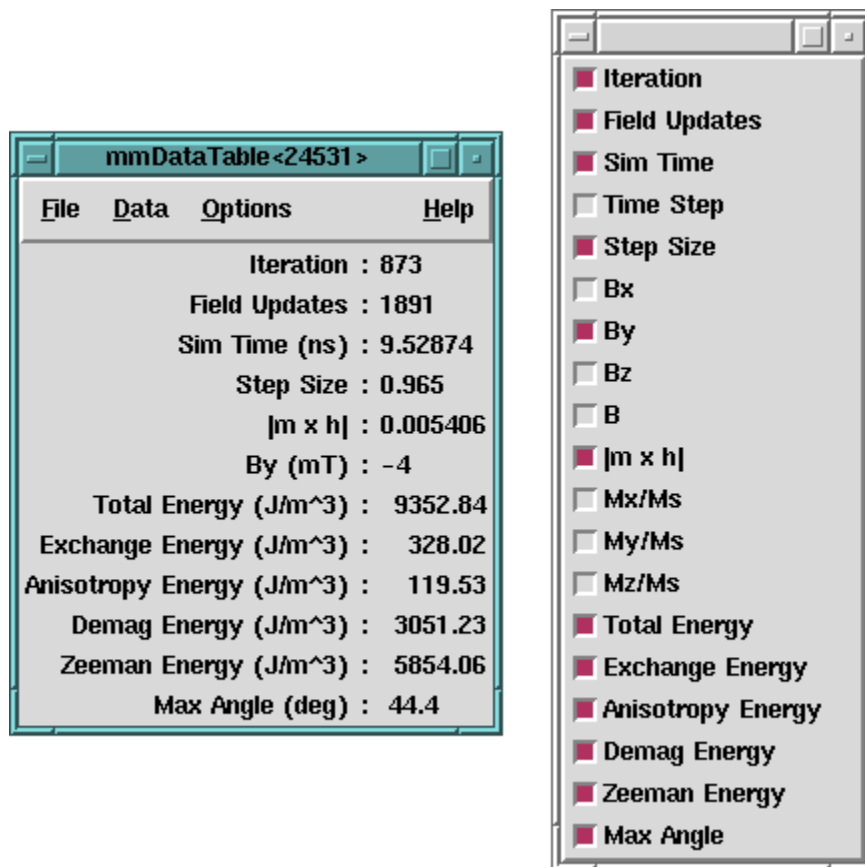 mmDataTable<24531>
File Data Options Help
Iteration : 873
Field Updates : 1891
Sim Time (ns) : 9.52874
Step Size : 0.965
|m x h| : 0.005406
By (mT) : -4
Total Energy (J/m^3) : 9352.84
Exchange Energy (J/m^3) : 328.02
Anisotropy Energy (J/m^3) : 119.53
Demag Energy (J/m^3) : 3051.23
Zeeman Energy (J/m^3) : 5854.06
Max Angle (deg) : 44.4
Iteration
Field Updates
Sim Time
Time Step
Step Size
Bx
By
Bz
B
|m x h|
Mx/Ms
My/Ms
Mz/Ms
Total Energy
Exchange Energy
Anisotropy Energy
Demag Energy
Zeeman Energy
Max Angle